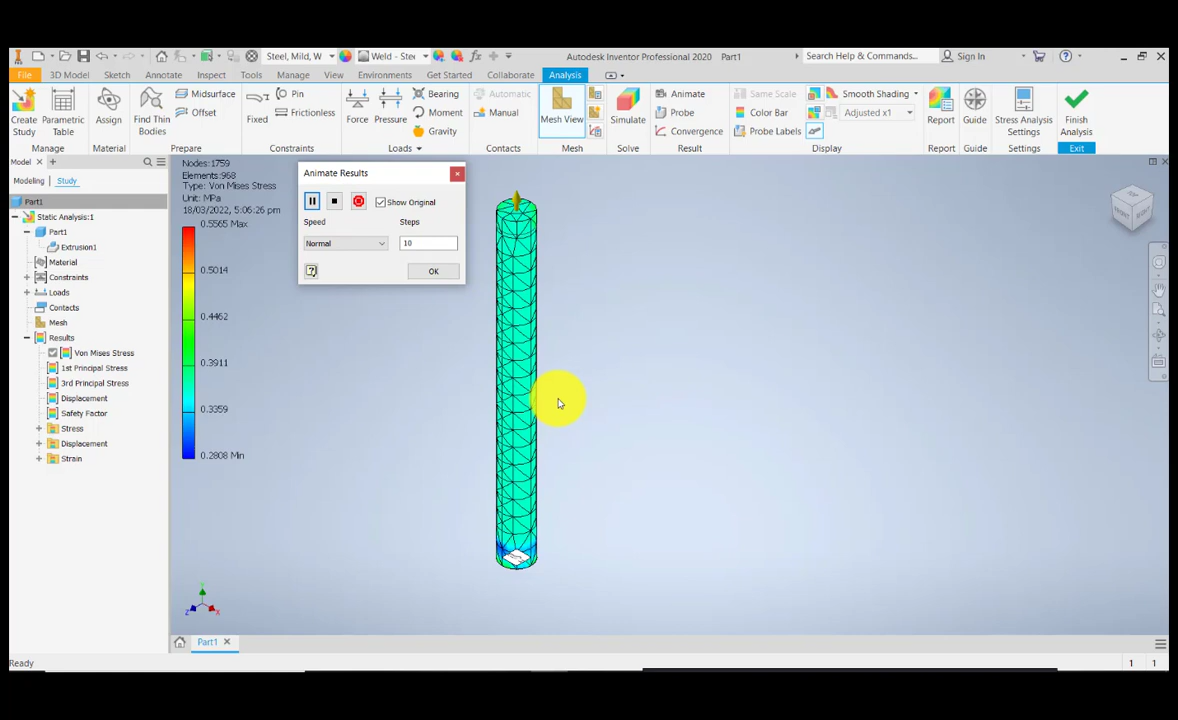 Steel, Mild, W
Weld - Stee
Autodesk Inventor Professional 2020 Part1
Search Help & Commands...
Sign In
File
3D Model
Sketch
Annotate
Inspect
Tools
Manage
View
Environments
Get Started
Collaborate
Analysis
Create Study
Parametric Table
Assign
Find Thin Bodies
Midsurface
Offset
Fixed
Pin
Frictionless
Force
Pressure
Bearing
Moment
Gravity
Automatic
Manual
Mesh View
Simulate
Animate
Probe
Convergence
Same Scale
Color Bar
Probe Labels
Smooth Shading
Adjusted x1
Report
Guide
Stress Analysis Settings
Finish Analysis
Manage
Material
Prepare
Constraints
Loads
Contacts
Mesh
Solve
Result
Display
Report
Guide
Settings
Exit
Model
Modeling
Study
Part1
Static Analysis:1
Part1
Extrusion1
Material
Constraints
Loads
Contacts
Mesh
Results
Von Mises Stress
1st Principal Stress
3rd Principal Stress
Displacement
Safety Factor
Stress
Displacement
Strain
Nodes:1759
Elements:968
Type: Von Mises Stress
Unit: MPa
18/03/2022, 5:06:26 pm
0.5565 Max
0.5014
0.4462
0.3911
0.3359
0.2808 Min
Animate Results
Show Original
Speed
Steps
Normal
10
OK
FRONT
RIGHT
Y
Z
X
Part1
Ready
1
1